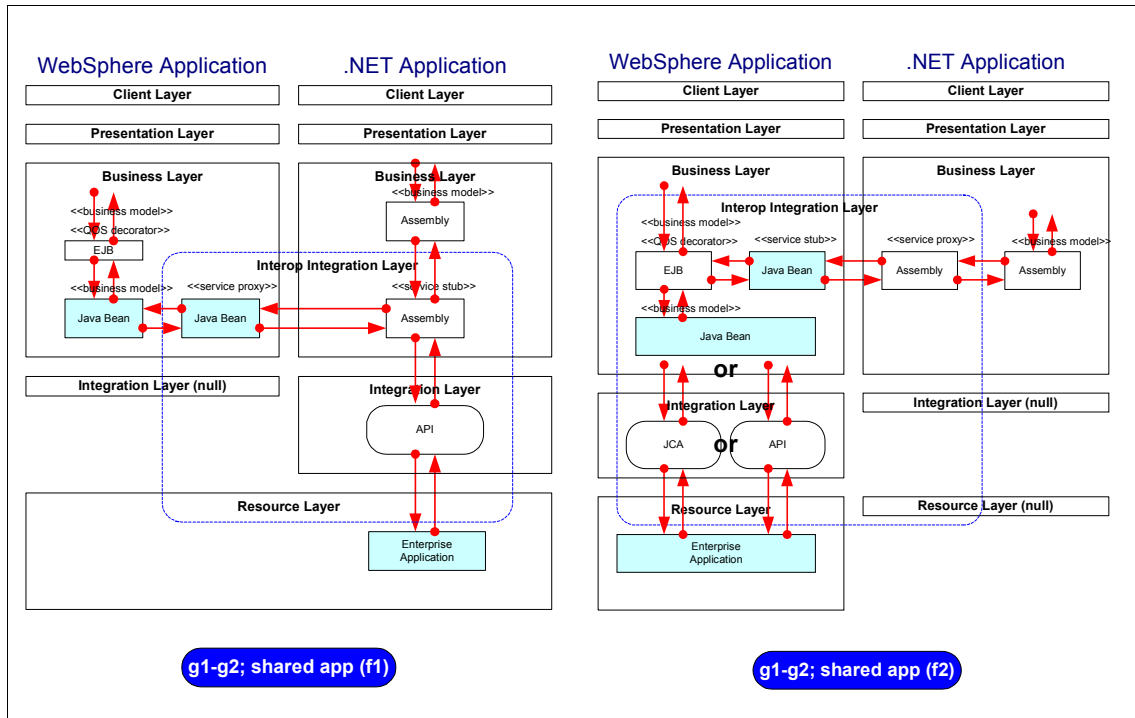 WebSphere Application
.NET Application
Client Layer
Client Layer
Presentation Layer
Presentation Layer
Business Layer
Business Layer
<<business model>>
<<business model>>
<<QOS decorator>>
Assembly
EJB
Interop Integration Layer
<<business model>>
<<service proxy>>
<<service stub>>
Java Bean
Java Bean
Assembly
Integration Layer (null)
Integration Layer
API
Resource Layer
Enterprise
Application
g1-g2; shared app (f1)
WebSphere Application
.NET Application
Client Layer
Client Layer
Presentation Layer
Presentation Layer
Business Layer
Business Layer
Interop Integration Layer
<<business model>>
<<QOS decorator>>
<<service stub>>
<<service proxy>>
<<business model>>
EJB
Java Bean
Assembly
Assembly
<<business model>>
Java Bean
or
Integration Layer
Integration Layer (null)
JCA
or
API
Resource Layer
Resource Layer (null)
Enterprise
Application
g1-g2; shared app (f2)